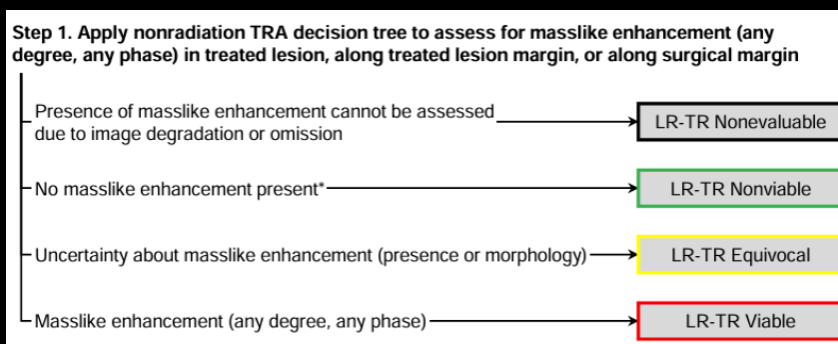 Step 1. Apply nonradiation TRA decision tree to assess for masslike enhancement (any
degree, any phase) in treated lesion, along treated lesion margin, or along surgical margin
Presence of masslike enhancement cannot be assessed
due to image degradation or omission
LR-TR Nonevaluable
No masslike enhancement present*
LR-TR Nonviable
Uncertainty about masslike enhancement (presence or morphology)
LR-TR Equivocal
Masslike enhancement (any degree, any phase)
LR-TR Viable